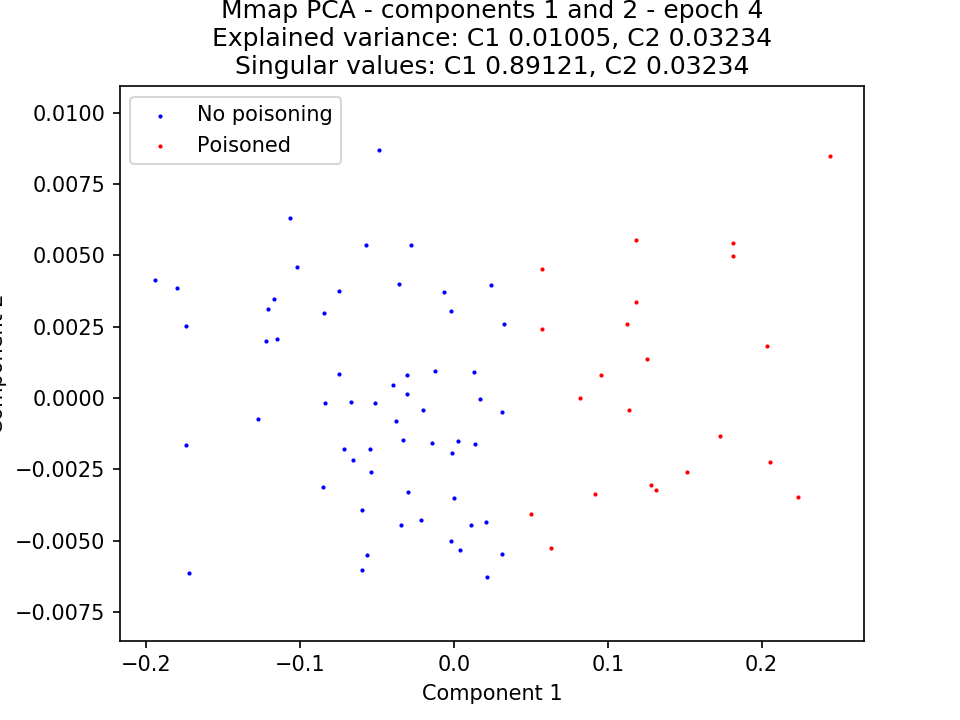 Mmap PCA - components 1 and 2 - epoch 4
Explained variance: C1 0.01005, C2 0.03234
Singular values: C1 0.89121, C2 0.03234
No poisoning
Poisoned
0.0100
0.0075
0.0050
0.0025
0.0000
−0.0025
−0.0050
−0.0075
−0.2
−0.1
0.0
0.1
0.2
Component 1